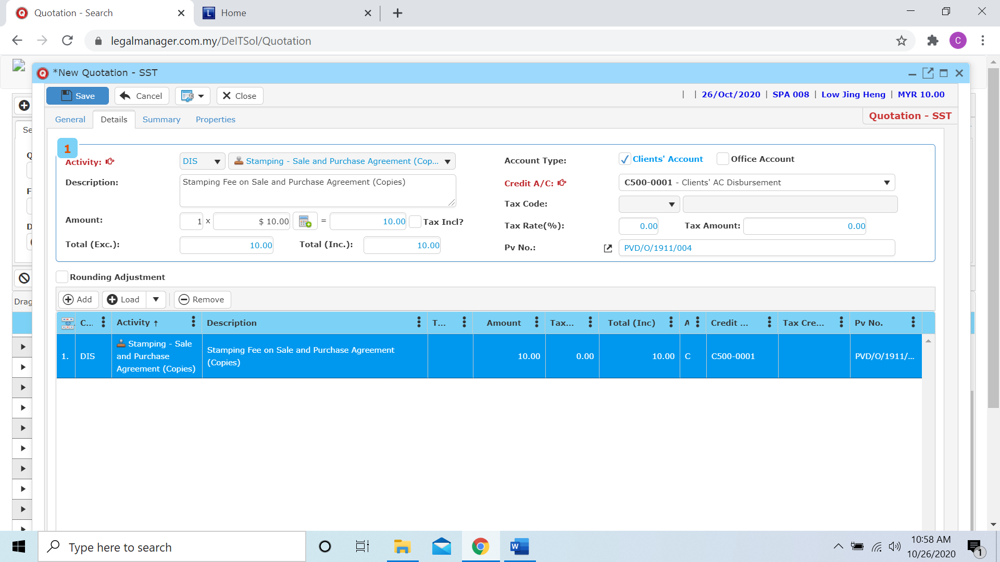 Quotation - Search
Home
legalmanager.com.my/DeITSol/Quotation
C
*New Quotation - SST
Save
Cancel
Close
| | 26/Oct/2020 | SPA 008 | Low Jing Heng | MYR 10.00
General
Details
Summary
Properties
Quotation - SST
1
Activity:
DIS
Stamping - Sale and Purchase Agreement (Cop...
Account Type:
Clients' Account
Office Account
Description:
Stamping Fee on Sale and Purchase Agreement (Copies)
Credit A/C:
C500-0001 - Clients' AC Disbursement
Tax Code:
Amount:
1 x $ 10.00 = 10.00
Tax Incl?
Tax Rate(%): 0.00
Tax Amount: 0.00
Total (Exc.): 10.00
Total (Inc.): 10.00
Pv No.:
PVD/O/1911/004
Rounding Adjustment
Add
Load
Remove
Drag
C...
Activity
Description
T...
Amount
Tax...
Total (Inc)
A
Credit ...
Tax Cre...
Pv No.
1.
DIS
Stamping - Sale
and Purchase
Agreement (Copies)
Stamping Fee on Sale and Purchase Agreement
(Copies)
10.00
0.00
10.00
C
C500-0001
PVD/O/1911/...
Type here to search
10:58 AM
10/26/2020
1